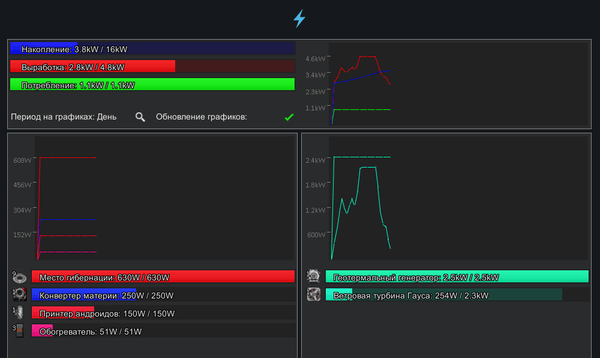 Накопление: 3.8kW / 16kW
Выработка: 2.8kW / 4.8kW
Потребление: 1.1kW / 1.1kW
Период на графиках: День
Обновление графиков:
4.6kW
3.4kW
2.3kW
1.1kW
608W
456W
304W
152W
Место гибернации: 630W / 630W
Конвертер материи: 250W / 250W
Принтер андроидов: 150W / 150W
Обогреватель: 51W / 51W
2.4kW
1.8kW
1.2kW
600W
Геотермальный генератор: 2.5kW / 2.5kW
Ветровая турбина Гаусса: 254W / 2.3kW